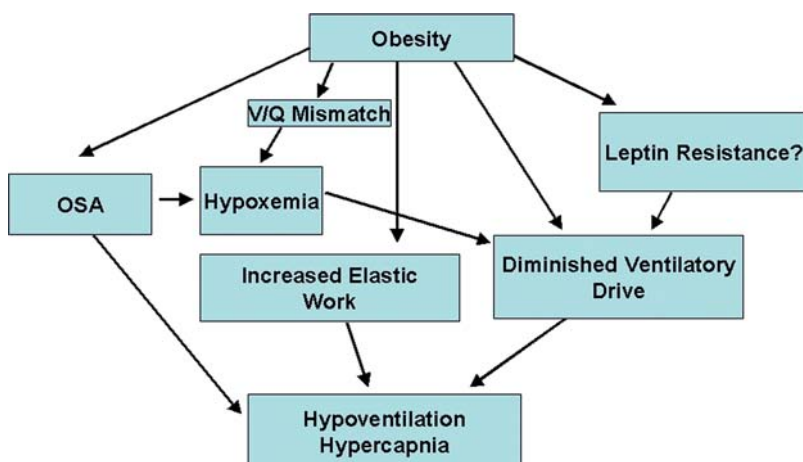 Obesity
V/Q Mismatch
Leptin Resistance?
OSA
Hypoxemia
Increased Elastic
Work
Diminished Ventilatory
Drive
Hypoventilation
Hypercapnia